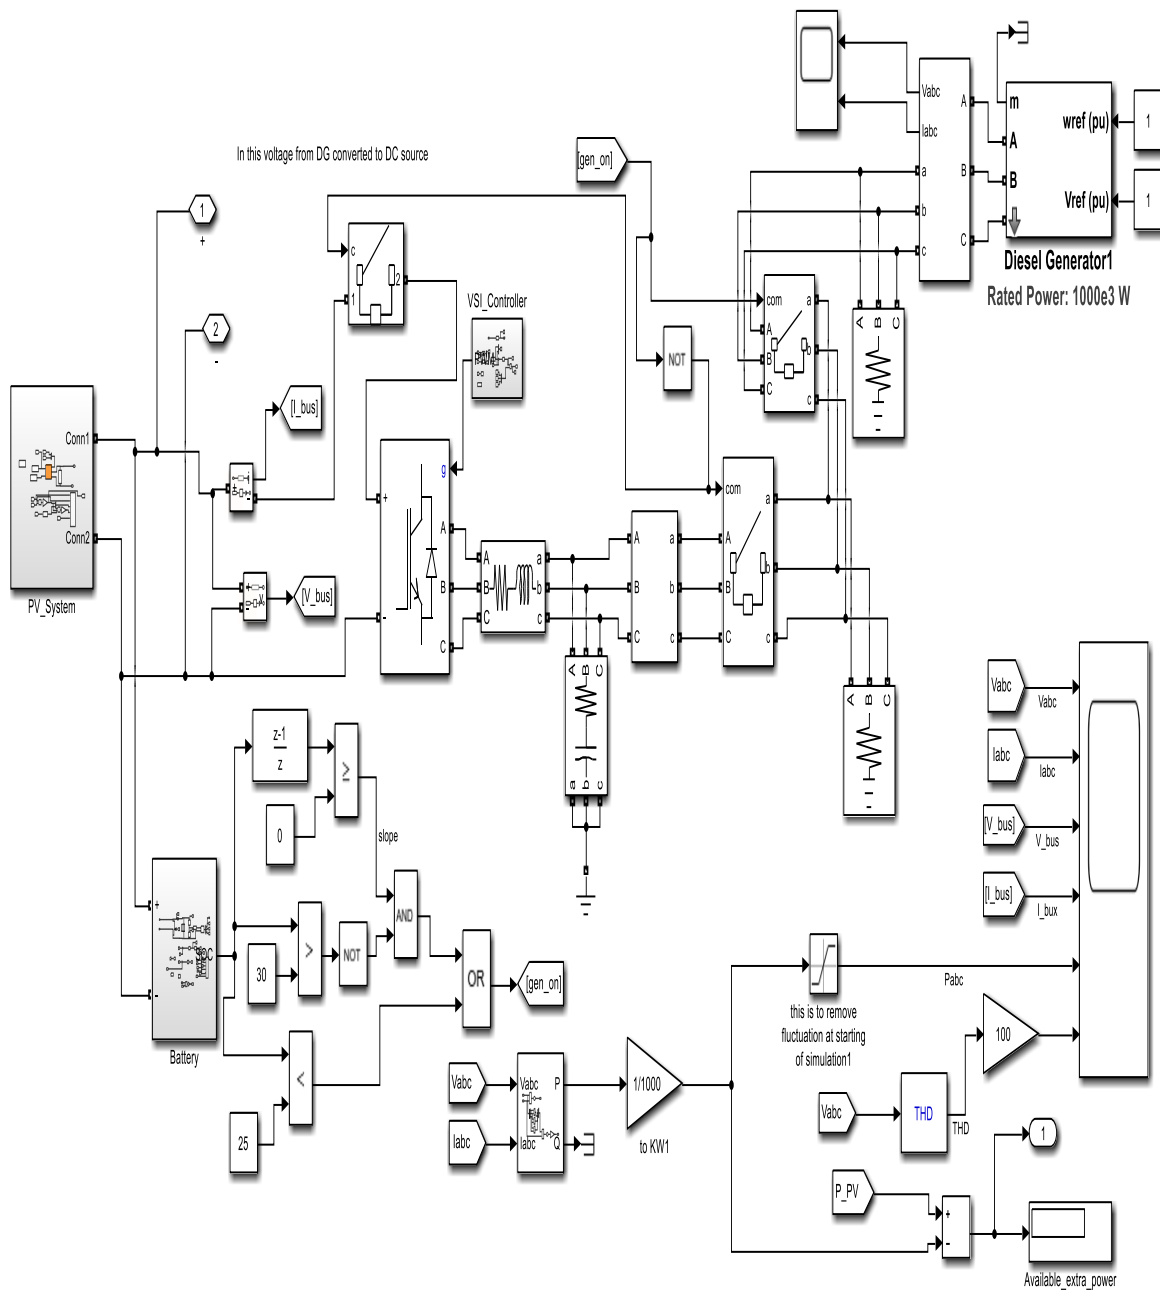 In this voltage from DG converted to DC source
[gen_on]
Vabc
Iabc
a
b
c
A
B
C
m
A
B
wref (pu)
Vref (pu)
1
1
Diesel Generator1
Rated Power: 1000e3 W
1
+
2
-
c
1
2
VSI_Controller
NOT
com
A
B
C
a
b
c
A
B
C
[I_bus]
Conn1
Conn2
PV_System
[V_bus]
g
+
-
A
B
C
A
B
C
a
b
c
A
B
C
a
b
c
com
A
B
C
a
b
c
A
B
C
a
b
c
A
B
C
z-1
z
0
≥
slope
+
-
Battery
30
>
NOT
AND
OR
[gen_on]
<
25
Vabc
Iabc
Vabc
Iabc
P
Q
1/1000
to KW1
Vabc
Vabc
Iabc
Iabc
[V_bus]
V_bus
[I_bus]
I_bux
Pabc
this is to remove
fluctuation at starting
of simulation1
100
Vabc
THD
THD
1
P_PV
+
-
Available_extra_power